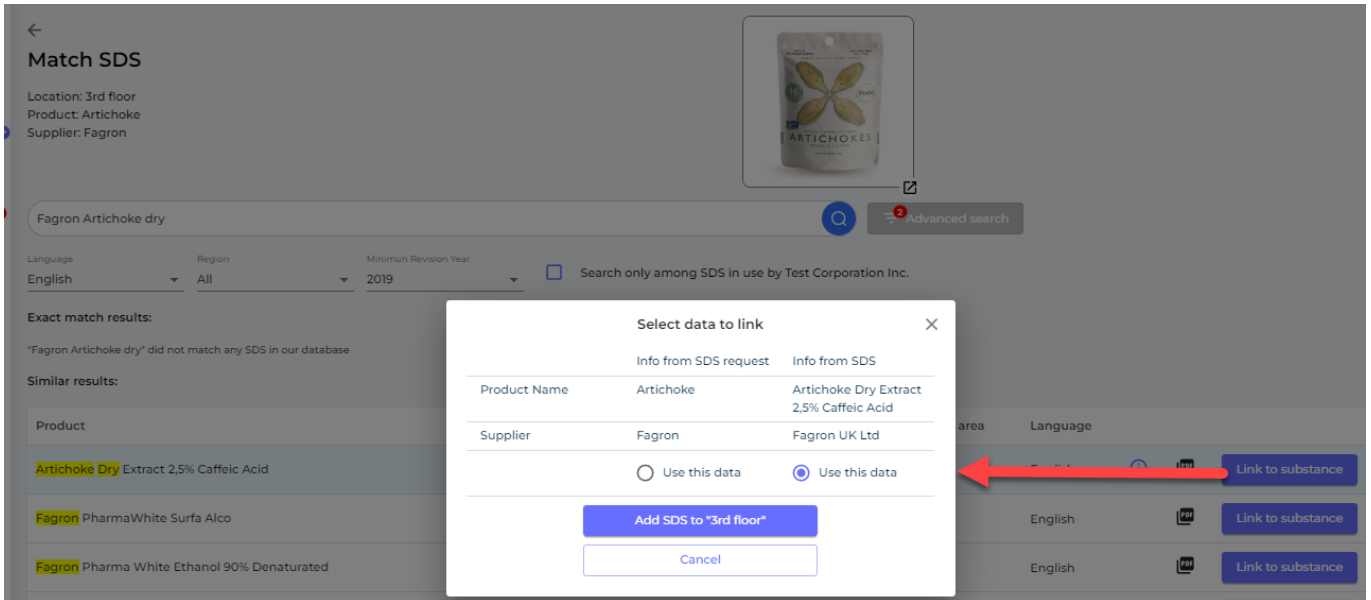 Match SDS
Location: 3rd floor
Product: Artichoke
Supplier: Fagron
15
ARTICHOKES
Fagron Artichoke dry
2
Advanced search
Language
Region
Minimun Revision Year
English
All
2019
Search only among SDS in use by Test Corporation Inc.
Exact match results:
"Fagron Artichoke dry" did not match any SDS in our database
Similar results:
Product
area
Language
Artichoke Dry Extract 2,5% Caffeic Acid
English
PDF
Link to substance
Fagron PharmaWhite Surfa Alco
English
PDF
Link to substance
Fagron Pharma White Ethanol 90% Denaturated
English
PDF
Link to substance
Select data to link
Info from SDS request
Info from SDS
Product Name
Artichoke
Artichoke Dry Extract
2,5% Caffeic Acid
Supplier
Fagron
Fagron UK Ltd
Use this data
Use this data
Add SDS to "3rd floor"
Cancel